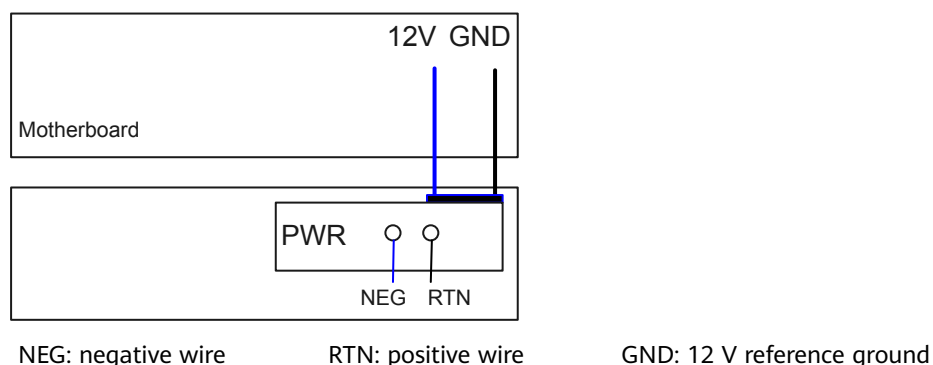 12V GND
Motherboard
PWR
NEG RTN
NEG: negative wire RTN: positive wire GND: 12 V reference ground